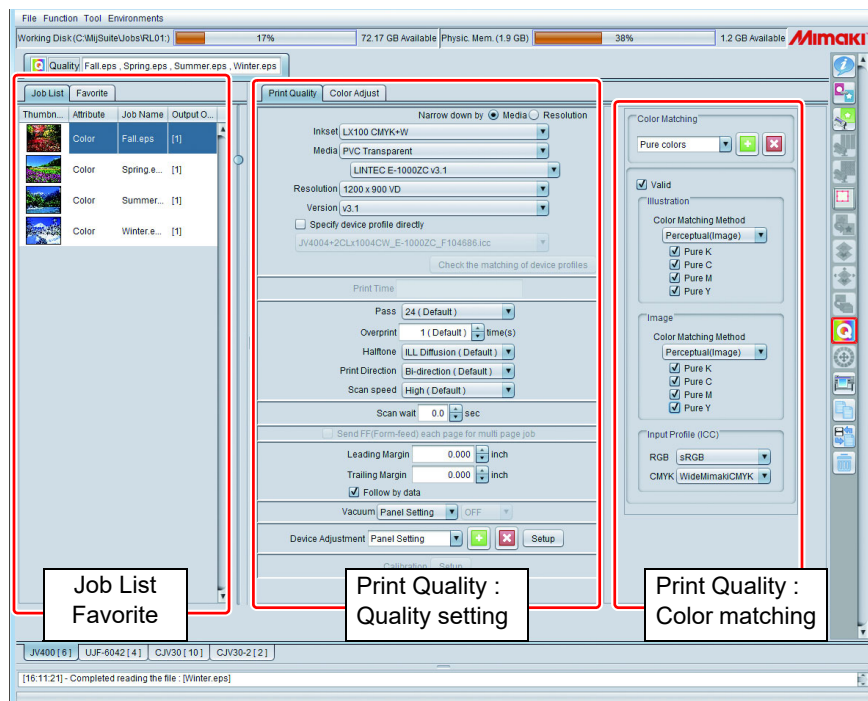 File Function Tool Environments
Working Disk (C:\MijSuite\Jobs\RL01:) 17% 72.17 GB Available Physic. Mem. (1.9 GB) 38% 1.2 GB Available Mimaki
Quality Fall.eps , Spring.eps , Summer.eps , Winter.eps
Job List Favorite
Thumbn... Attribute Job Name Output O...
Color Fall.eps [1]
Color Spring.e... [1]
Color Summer... [1]
Color Winter.e... [1]
Job List
Favorite
Print Quality Color Adjust
Narrow down by Media Resolution
Inkset LX100 CMYK+W
Media PVC Transparent
LINTEC E-1000ZC v3.1
Resolution 1200 x 900 VD
Version v3.1
Specify device profile directly
JV4004+2CLx1004CW_E-1000ZC_F104686.icc
Check the matching of device profiles
Print Time
Pass 24 ( Default )
Overprint 1 ( Default ) time(s)
Halftone ILL Diffusion ( Default )
Print Direction Bi-direction ( Default )
Scan speed High ( Default )
Scan wait 0.0 sec
Send FF(Form-feed) each page for multi page job
Leading Margin 0.000 inch
Trailing Margin 0.000 inch
Follow by data
Vacuum Panel Setting OFF
Device Adjustment Panel Setting Setup
Calibration Setup
Print Quality :
Quality setting
Color Matching
Pure colors
Valid
Illustration
Color Matching Method
Perceptual(Image)
Pure K
Pure C
Pure M
Pure Y
Image
Color Matching Method
Perceptual(Image)
Pure K
Pure C
Pure M
Pure Y
Input Profile (ICC)
RGB sRGB
CMYK WideMimakiCMYK
Print Quality :
Color matching
JV400 [ 6 ] UJF-6042 [ 4 ] CJV30 [ 10 ] CJV30-2 [ 2 ]
[16:11:21] - Completed reading the file : [Winter.eps]